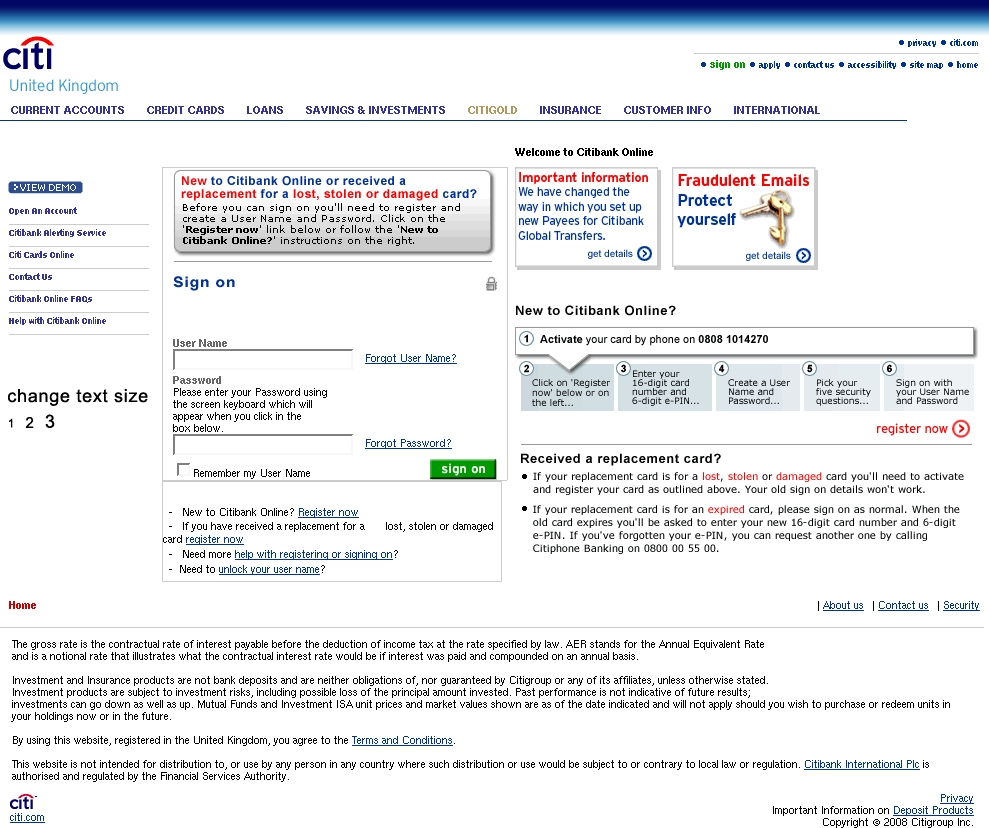 citi
United Kingdom
privacy citi.com
sign on apply contact us accessibility site map home
CURRENT ACCOUNTS CREDIT CARDS LOANS SAVINGS & INVESTMENTS CITIGOLD INSURANCE CUSTOMER INFO INTERNATIONAL
VIEW DEMO
Open An Account
Citibank Alerting Service
Citi Cards Online
Contact Us
Citibank Online FAQs
Help with Citibank Online
change text size
1 2 3
New to Citibank Online or received a
replacement for a lost, stolen or damaged card?
Before you can sign on you'll need to register and
create a User Name and Password. Click on the
'Register now' link below or follow the 'New to
Citibank Online?' instructions on the right.
Sign on
User Name
Forgot User Name?
Password
Please enter your Password using
the screen keyboard which will
appear when you click in the
box below.
Forgot Password?
Remember my User Name
sign on
- New to Citibank Online? Register now
- If you have received a replacement for a lost, stolen or damaged
card register now
- Need more help with registering or signing on?
- Need to unlock your user name?
Welcome to Citibank Online
Important information
We have changed the
way in which you set up
new Payees for Citibank
Global Transfers.
get details
Fraudulent Emails
Protect
yourself
get details
New to Citibank Online?
1 Activate your card by phone on 0808 1014270
2 Click on 'Register
now' below or on
the left...
3 Enter your
16-digit card
number and
6-digit e-PIN...
4 Create a User
Name and
Password...
5 Pick your
five security
questions...
6 Sign on with
your User Name
and Password
register now
Received a replacement card?
If your replacement card is for a lost, stolen or damaged card you'll need to activate
and register your card as outlined above. Your old sign on details won't work.
If your replacement card is for an expired card, please sign on as normal. When the
old card expires you'll be asked to enter your new 16-digit card number and 6-digit
e-PIN. If you've forgotten your e-PIN, you can request another one by calling
Citiphone Banking on 0800 00 55 00.
Home
| About us | Contact us | Security
The gross rate is the contractual rate of interest payable before the deduction of income tax at the rate specified by law. AER stands for the Annual Equivalent Rate
and is a notional rate that illustrates what the contractual interest rate would be if interest was paid and compounded on an annual basis.
Investment and Insurance products are not bank deposits and are neither obligations of, nor guaranteed by Citigroup or any of its affiliates, unless otherwise stated.
Investment products are subject to investment risks, including possible loss of the principal amount invested. Past performance is not indicative of future results;
investments can go down as well as up. Mutual Funds and Investment ISA unit prices and market values shown are as of the date indicated and will not apply should you wish to purchase or redeem units in
your holdings now or in the future.
By using this website, registered in the United Kingdom, you agree to the Terms and Conditions.
This website is not intended for distribution to, or use by any person in any country where such distribution or use would be subject to or contrary to local law or regulation. Citibank International Plc is
authorised and regulated by the Financial Services Authority.
citi
citi.com
Privacy
Important Information on Deposit Products
Copyright © 2008 Citigroup Inc.